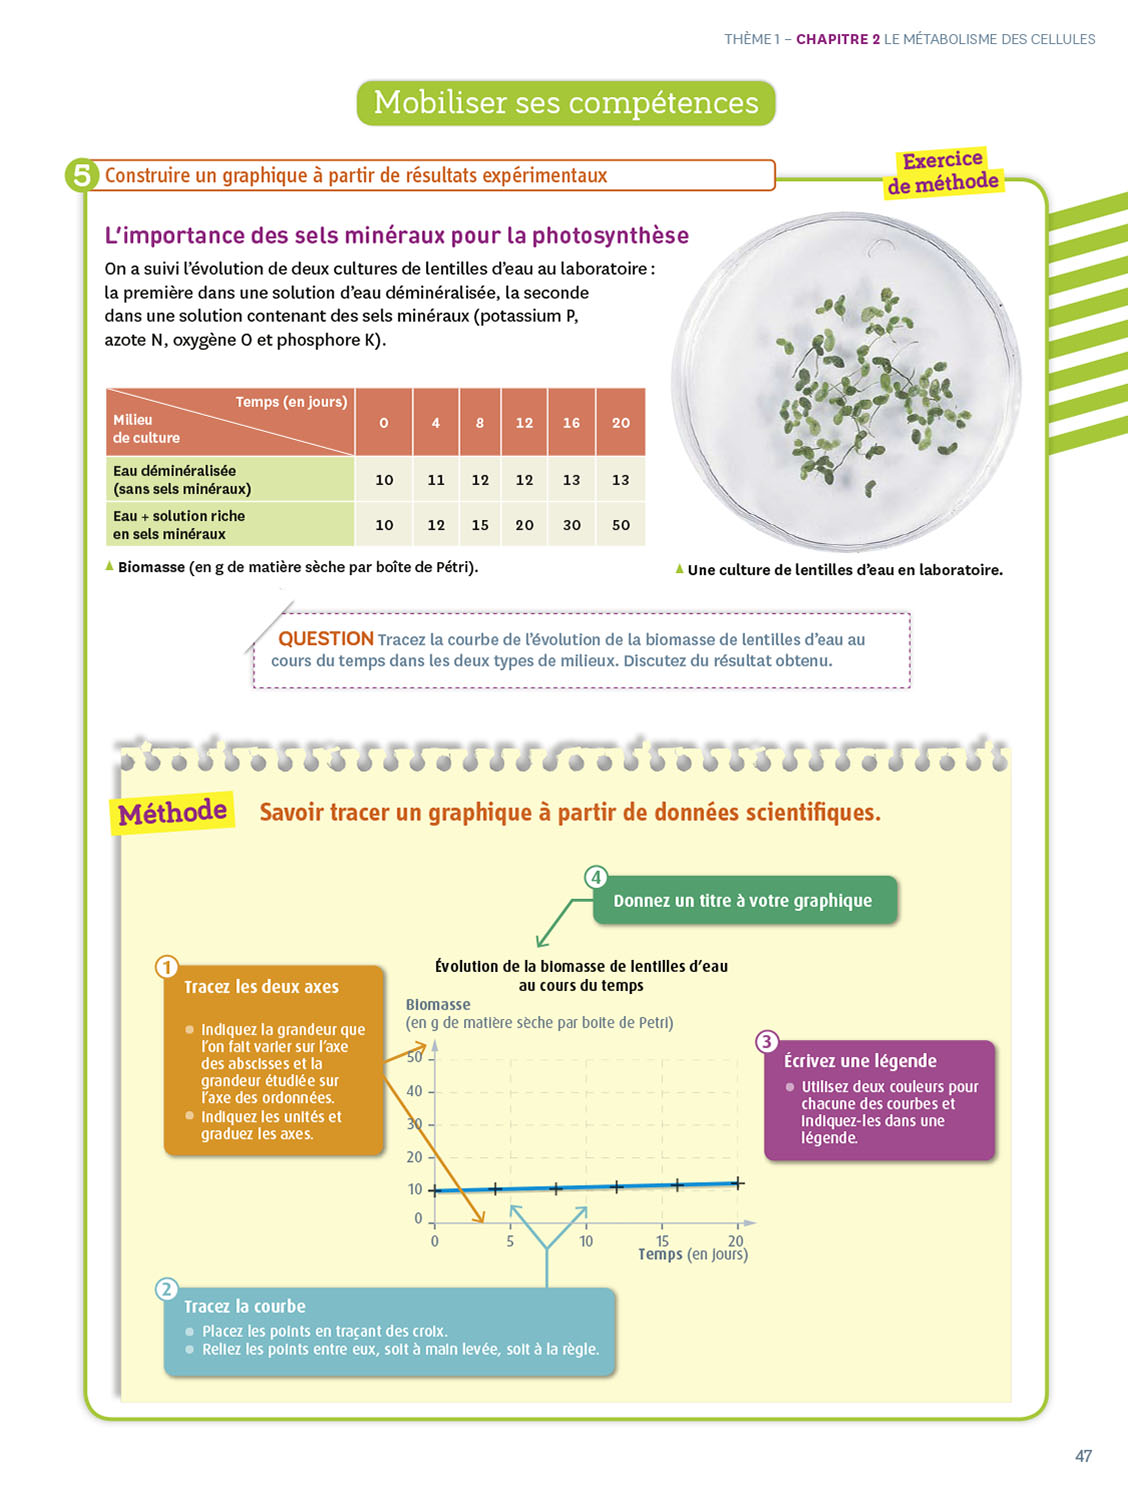 THÈME 1 – CHAPITRE 2 LE MÉTABOLISME DES CELLULES
Mobiliser ses compétences
5 Construire un graphique à partir de résultats expérimentaux
Exercice
de méthode
L'importance des sels minéraux pour la photosynthèse
On a suivi l'évolution de deux cultures de lentilles d'eau au laboratoire :
la première dans une solution d'eau déminéralisée, la seconde
dans une solution contenant des sels minéraux (potassium P,
azote N, oxygène O et phosphore K).
Temps (en jours)
Milieu
de culture
0 4 8 12 16 20
Eau déminéralisée
(sans sels minéraux)
10 11 12 12 13 13
Eau + solution riche
en sels minéraux
10 12 15 20 30 50
Biomasse (en g de matière sèche par boîte de Pétri).
Une culture de lentilles d'eau en laboratoire.
QUESTION Tracez la courbe de l'évolution de la biomasse de lentilles d'eau au
cours du temps dans les deux types de milieux. Discutez du résultat obtenu.
Méthode
Savoir tracer un graphique à partir de données scientifiques.
4
Donnez un titre à votre graphique
Évolution de la biomasse de lentilles d'eau
au cours du temps
1
Tracez les deux axes
Indiquez la grandeur que
l'on fait varier sur l'axe
des abscisses et la
grandeur étudiée sur
l'axe des ordonnées.
Indiquez les unités et
graduez les axes.
Biomasse
(en g de matière sèche par boite de Petri)
50
40
30
20
10
0
0 5 10 15 20
Temps (en jours)
3
Écrivez une légende
Utilisez deux couleurs pour
chacune des courbes et
indiquez-les dans une
légende.
2
Tracez la courbe
Placez les points en traçant des croix.
Reliez les points entre eux, soit à main levée, soit à la règle.
47